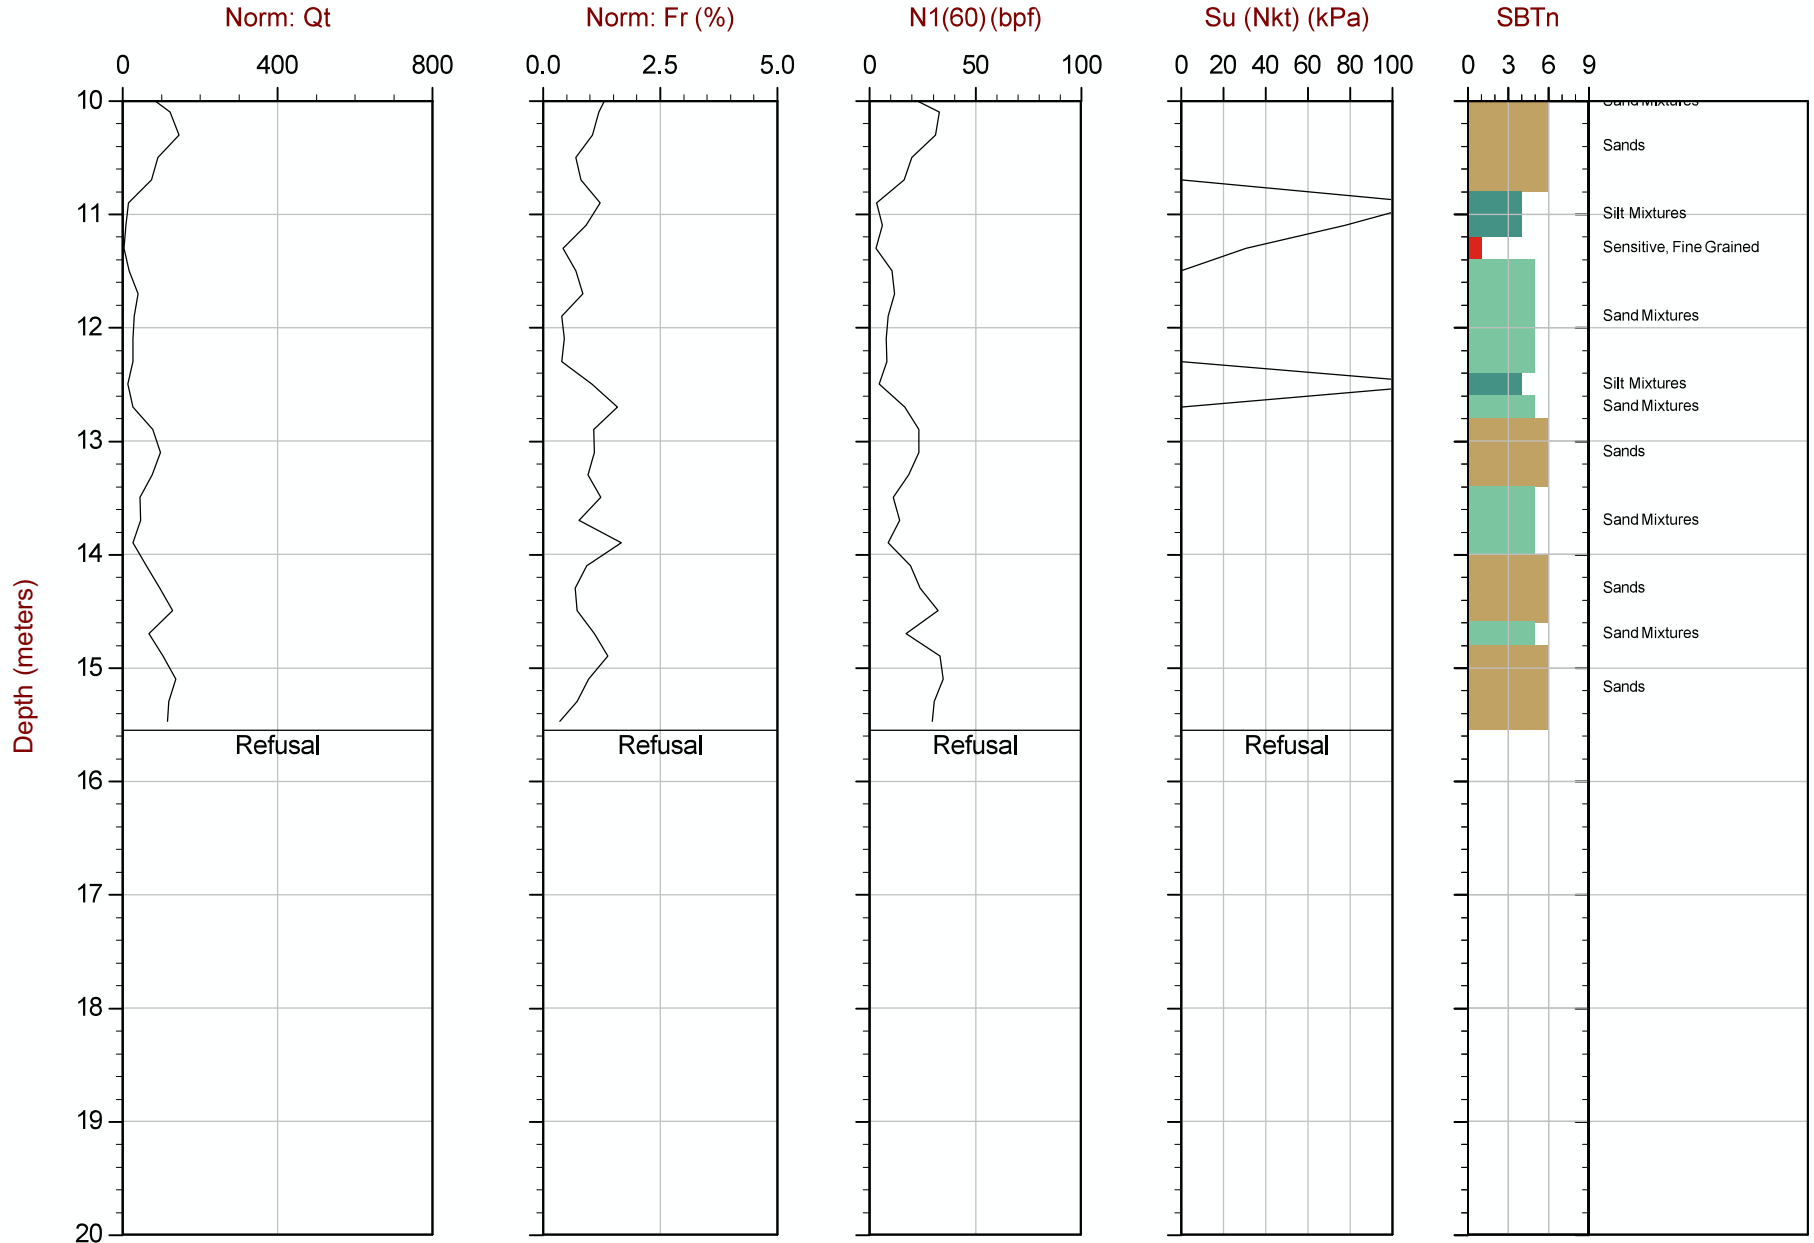 Norm: Qt Norm: Fr (%) N1(60) (bpf) Su (Nkt) (kPa) SBTn
0 400 800 0.0 2.5 5.0 0 50 100 0 20 40 60 80 100 0 3 6 9
10
Sand Mixtures
Sands
11
Silt Mixtures
Sensitive, Fine Grained
Sand Mixtures
12
Silt Mixtures
Sand Mixtures
13
Sands
Sand Mixtures
14
Sands
Sand Mixtures
15
Sands
Depth (meters)
Refusal Refusal Refusal Refusal
16
17
18
19
20